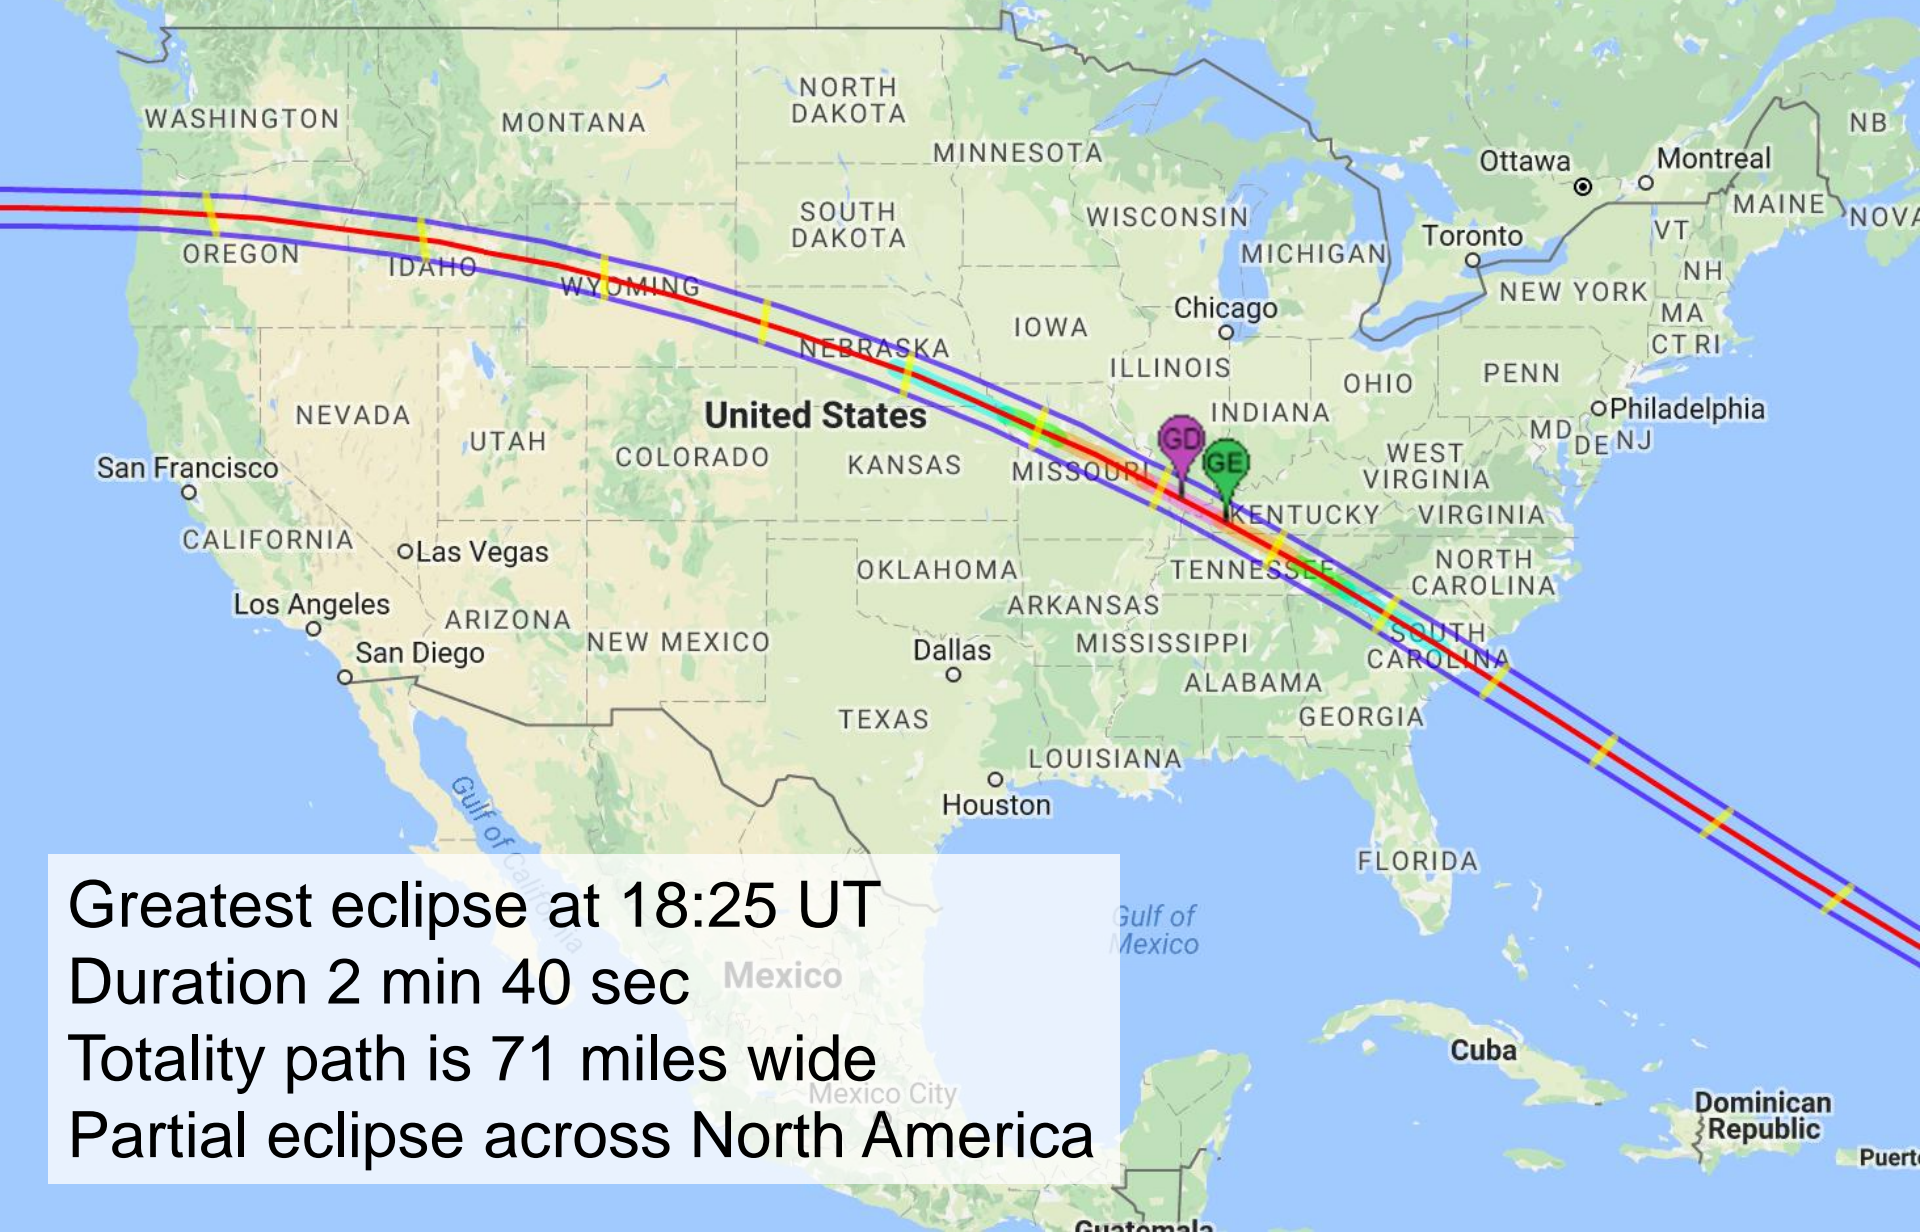 NORTH
DAKOTA
WASHINGTON
MONTANA
NB
MINNESOTA
Ottawa
Montreal
SOUTH
DAKOTA
WISCONSIN
MAINE
NOVA
VT
Toronto
OREGON
IDAHO
WYOMING
MICHIGAN
NH
NEW YORK
Chicago
MA
IOWA
CT RI
NEBRASKA
ILLINOIS
OHIO
PENN
United States
NEVADA
INDIANA
Philadelphia
UTAH
GD
MD
DE
NJ
COLORADO
KANSAS
MISSOURI
GE
WEST
VIRGINIA
San Francisco
KENTUCKY
VIRGINIA
CALIFORNIA
Las Vegas
OKLAHOMA
TENNESSEE
NORTH
CAROLINA
Los Angeles
ARIZONA
ARKANSAS
NEW MEXICO
MISSISSIPPI
SOUTH
CAROLINA
San Diego
Dallas
ALABAMA
TEXAS
GEORGIA
LOUISIANA
Houston
Gulf of California
FLORIDA
Greatest eclipse at 18:25 UT
Gulf of
Mexico
Duration 2 min 40 sec
Mexico
Totality path is 71 miles wide
Cuba
Mexico City
Dominican
Republic
Partial eclipse across North America
Puerto
Guatemala